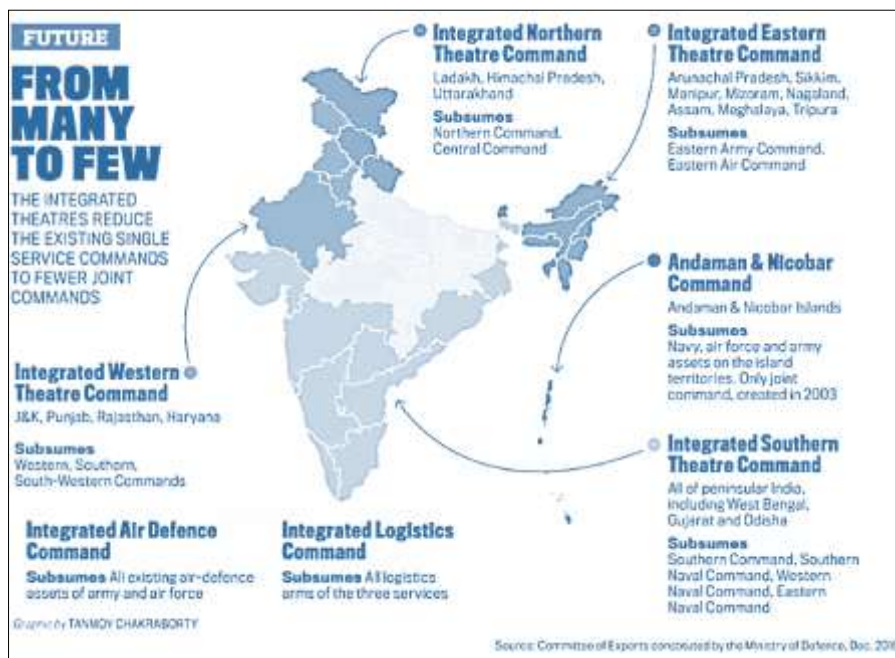 FUTURE
FROM
MANY
TO FEW
THE INTEGRATED
THEATRES REDUCE
THE EXISTING SINGLE
SERVICE COMMANDS
TO FEWER JOINT
COMMANDS
Integrated Northern
Theatre Command
Ladakh, Himachal Pradesh,
Uttarakhand
Subsumes
Northern Command,
Central Command
Integrated Eastern
Theatre Command
Arunachal Pradesh, Sikkim,
Manipur, Mizoram, Nagaland,
Assam, Meghalaya, Tripura
Subsumes
Eastern Army Command,
Eastern Air Command
Andaman & Nicobar
Command
Andaman & Nicobar Islands
Subsumes
Navy, air force and army
assets on the island
territories. Only joint
command, created in 2003
Integrated Western
Theatre Command
J&K, Punjab, Rajasthan, Haryana
Subsumes
Western, Southern,
South-Western Commands
Integrated Southern
Theatre Command
All of peninsular India,
including West Bengal,
Gujarat and Odisha
Subsumes
Southern Command, Southern
Naval Command, Western
Naval Command, Eastern
Naval Command
Integrated Air Defence
Command
Subsumes All existing air-defence
assets of army and air force
Integrated Logistics
Command
Subsumes All logistics
arms of the three services
Graphic by TANMOY CHAKRABORTY
Source: Committee of Experts constituted by the Ministry of Defence, Dec.